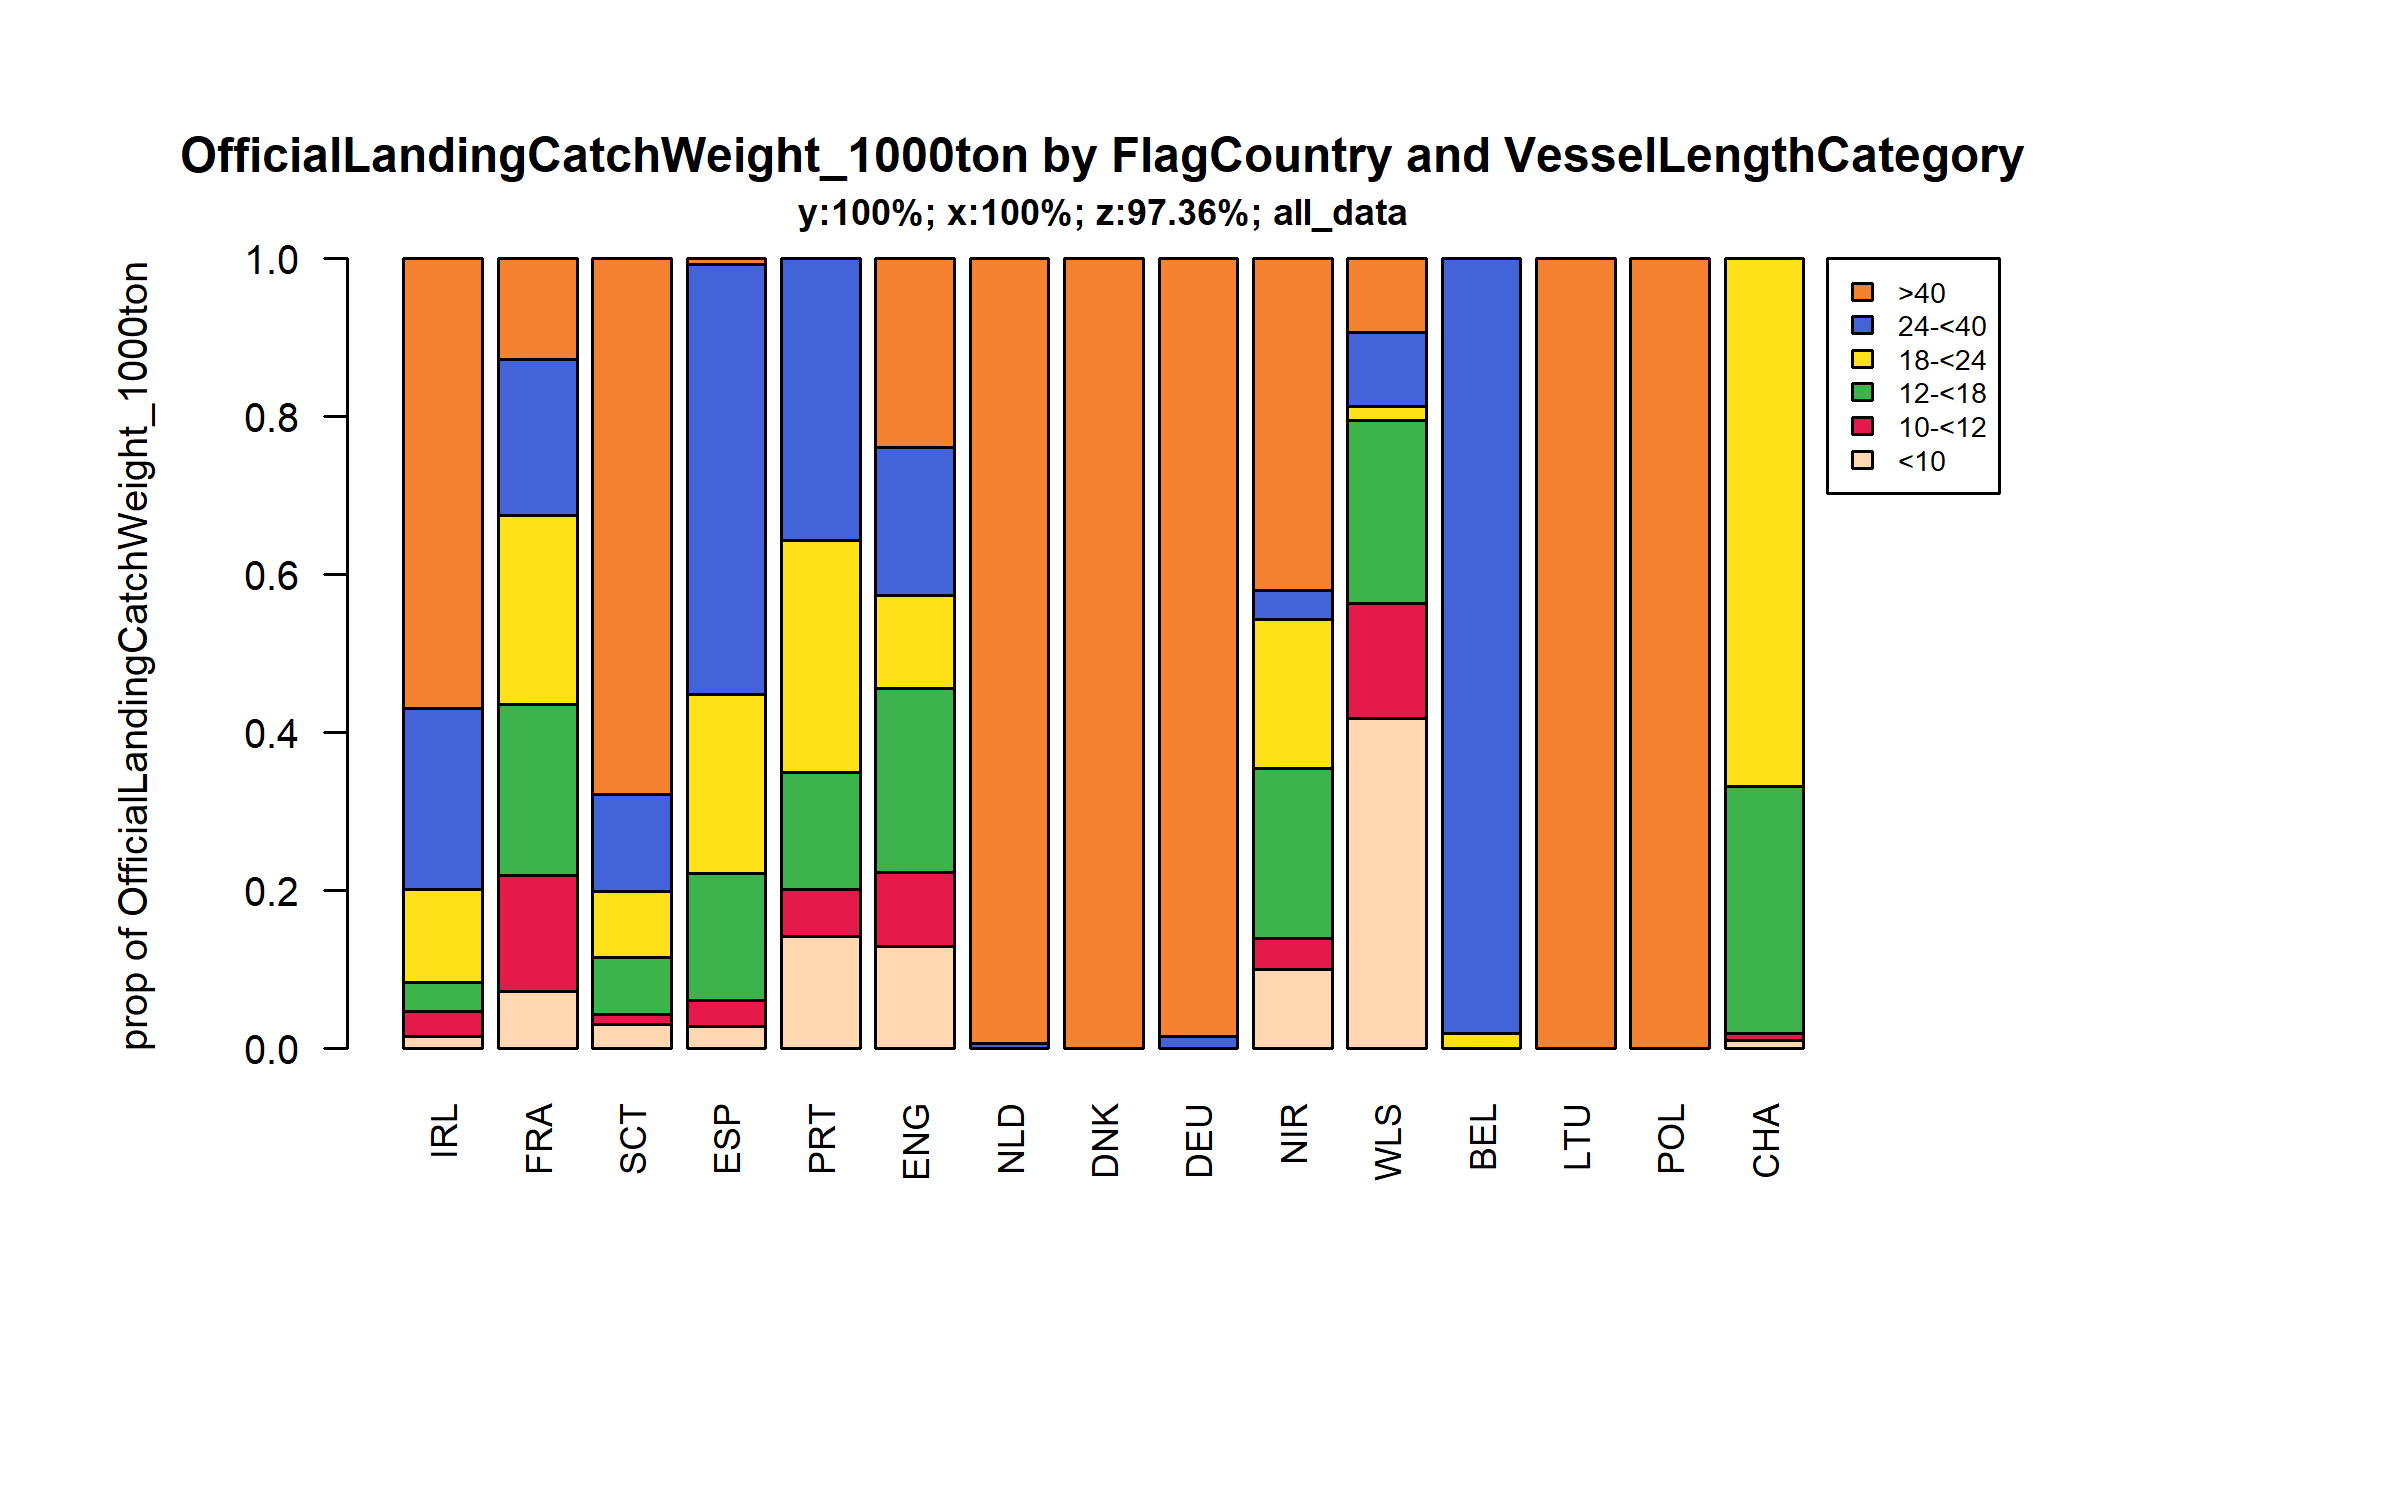 OfficialLandingCatchWeight_1000ton by FlagCountry and VesselLengthCategory
y:100%; x:100%; z:97.36%; all_data
prop of OfficialLandingCatchWeight_1000ton
1.0
0.8
0.6
0.4
0.2
0.0
IRL
FRA
SCT
ESP
PRT
ENG
NLD
DNK
DEU
NIR
WLS
BEL
LTU
POL
CHA
>40
24-<40
18-<24
12-<18
10-<12
<10